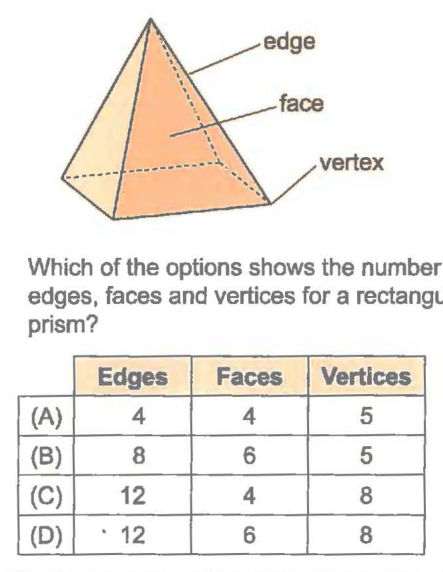 edge
face
vertex
Which of the options shows the number
edges, faces and vertices for a rectangu
prism?
Edges Faces Vertices
(A) 4 4 5
(B) 8 6 5
(C) 12 4 8
(D) 12 6 8